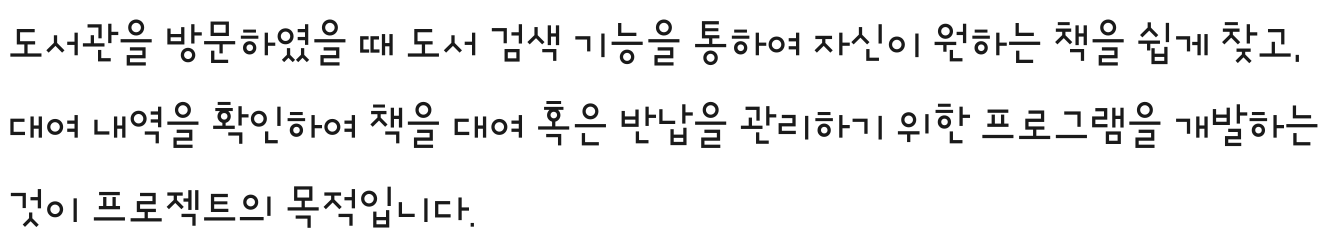 도서관을 방문하였을 때 도서 검색 기능을 통하여 자신이 원하는 책을 쉽게 찾고,
대여 내역을 확인하여 책을 대여 혹은 반납을 관리하기 위한 프로그램을 개발하는
것이 프로젝트의 목적입니다.